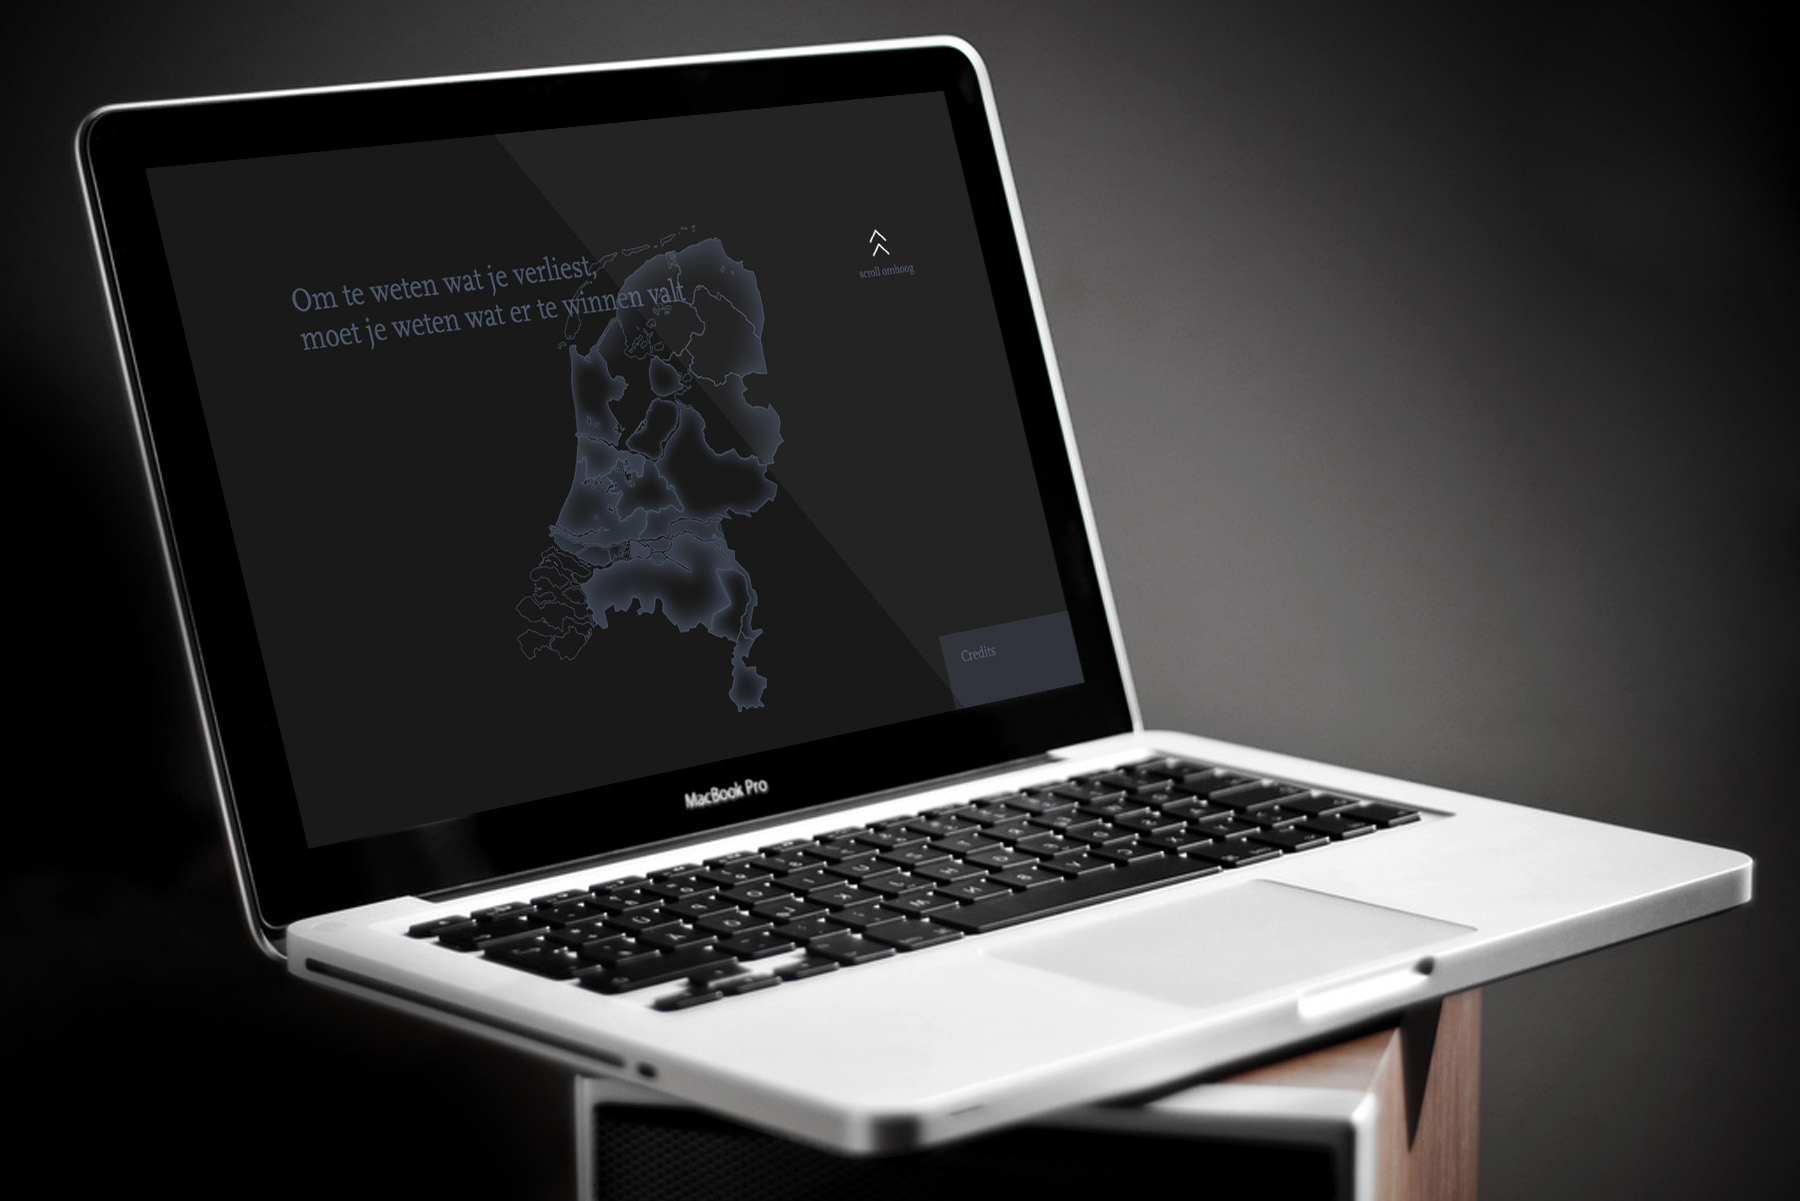 Om te weten wat je verliest,
moet je weten wat er te winnen valt
scroll omhoog
Credits
MacBook Pro